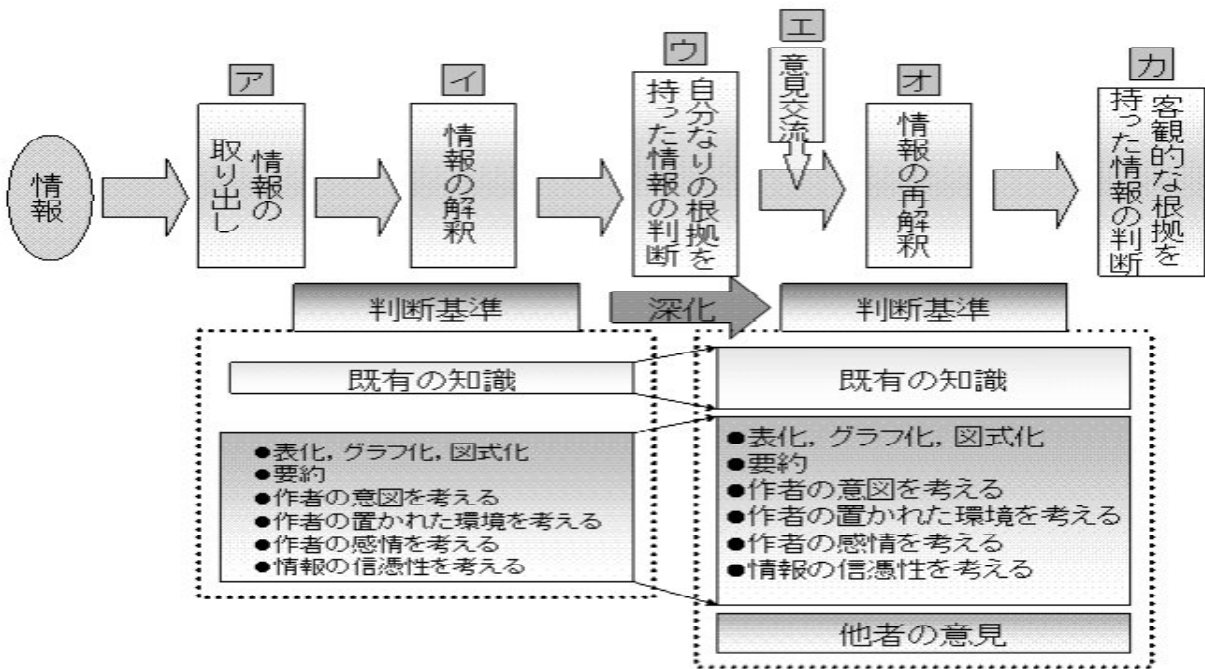 情報
ア
情報の
取り出し
イ
情報の解釈
ウ
自分なりの根拠を
持った情報の判断
エ
意見交流
オ
情報の再解釈
カ
客観的な根拠を
持った情報の判断
判断基準
深化
判断基準
既有の知識
●表化, グラフ化, 図式化
●要約
●作者の意図を考える
●作者の置かれた環境を考える
●作者の感情を考える
●情報の信憑性を考える
既有の知識
●表化, グラフ化, 図式化
●要約
●作者の意図を考える
●作者の置かれた環境を考える
●作者の感情を考える
●情報の信憑性を考える
他者の意見